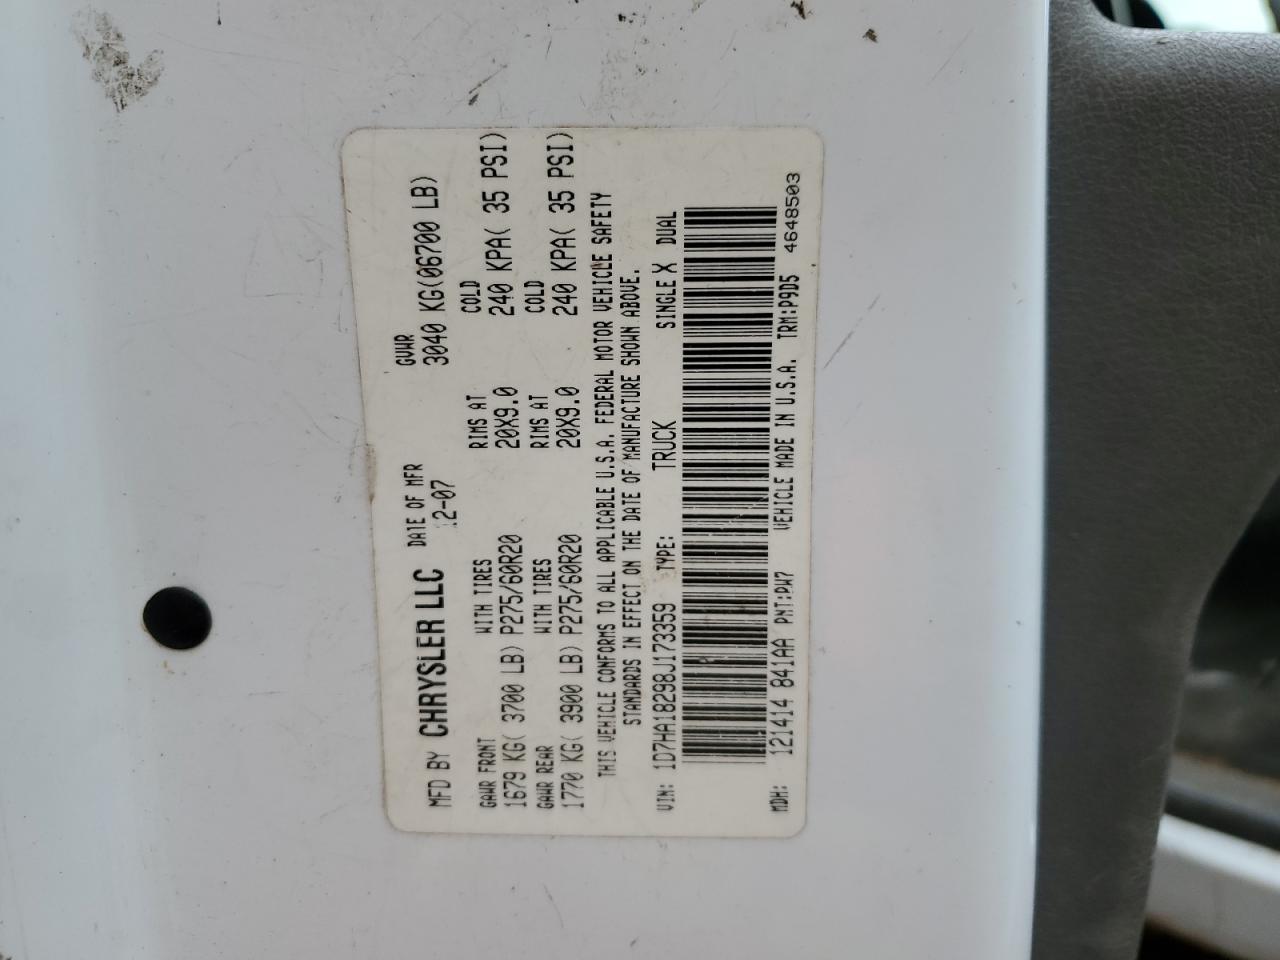 MFD BY CHRYSLER LLC DATE OF MFR 12-07 GVWR 3040 KG(06700 LB)
GAWR FRONT WITH TIRES RIMS AT COLD
1679 KG( 3700 LB) P275/60R20 20X9.0 240 KPA( 35 PSI)
GAWR REAR WITH TIRES RIMS AT COLD
1770 KG( 3900 LB) P275/60R20 20X9.0 240 KPA( 35 PSI)
THIS VEHICLE CONFORMS TO ALL APPLICABLE U.S.A. FEDERAL MOTOR VEHICLE SAFETY
STANDARDS IN EFFECT ON THE DATE OF MANUFACTURE SHOWN ABOVE.
VIN: 1D7HA18298J173359 TYPE: TRUCK SINGLE X DUAL
MDH: 121414 841AA PNT:PW7 VEHICLE MADE IN U.S.A. TRM:P9D5 4648503